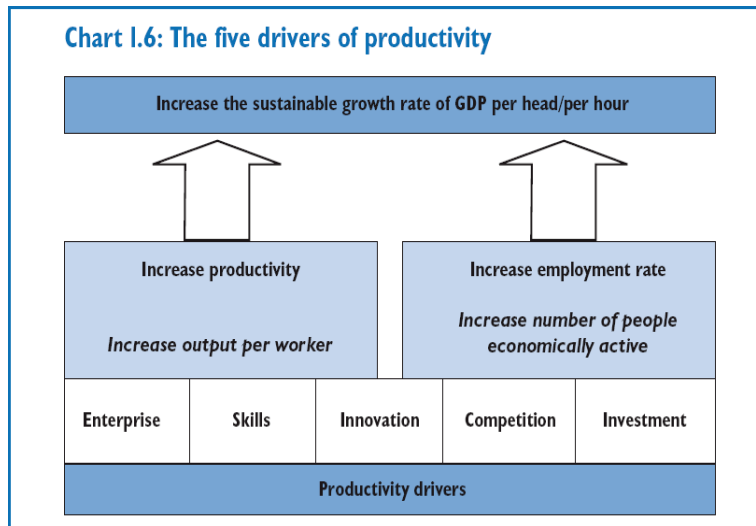 Chart 1.6: The five drivers of productivity
Increase the sustainable growth rate of GDP per head/per hour
Increase productivity
Increase output per worker
Increase employment rate
Increase number of people
economically active
Enterprise
Skills
Innovation
Competition
Investment
Productivity drivers